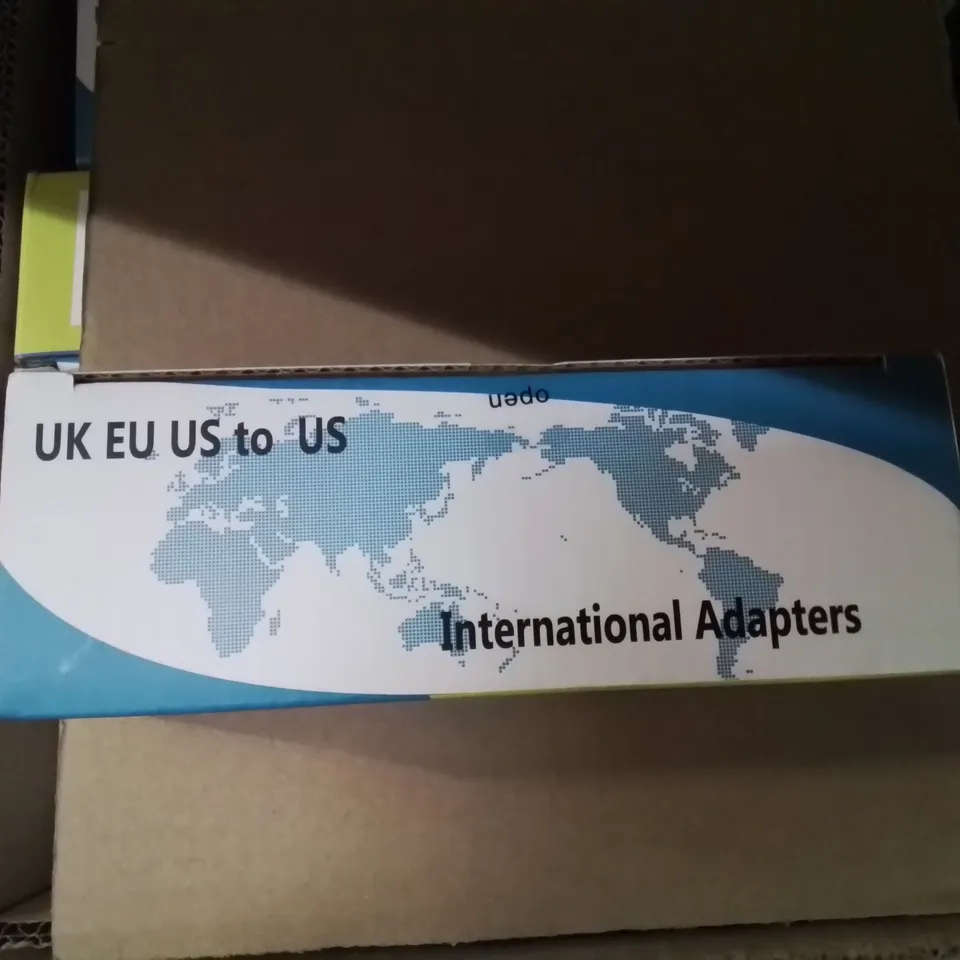 open
UK EU US to US
International Adapters